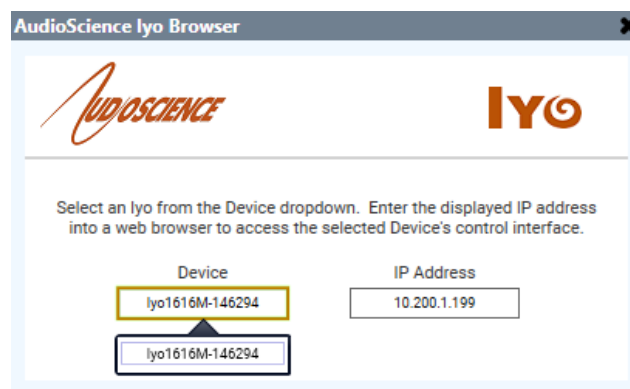 AudioScience Iyo Browser
AUDIOSCIENCE
IYO
Select an Iyo from the Device dropdown. Enter the displayed IP address
into a web browser to access the selected Device's control interface.
Device IP Address
Iyo1616M-146294 10.200.1.199
Iyo1616M-146294